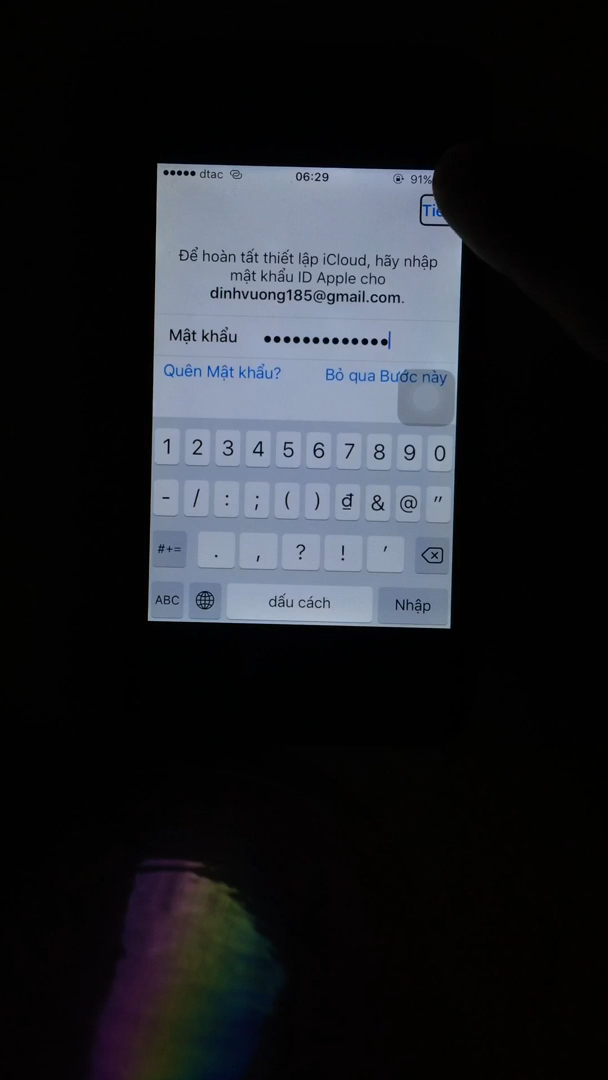 dtac 06:29 91%
Để hoàn tất thiết lập iCloud, hãy nhập
mật khẩu ID Apple cho
dinhvuong185@gmail.com.
Mật khẩu •••••••••••••
Quên Mật khẩu? Bỏ qua Bước này
1 2 3 4 5 6 7 8 9 0
- / : ; ( ) ₫ & @ "
#+= . , ? ! '
ABC dấu cách Nhập